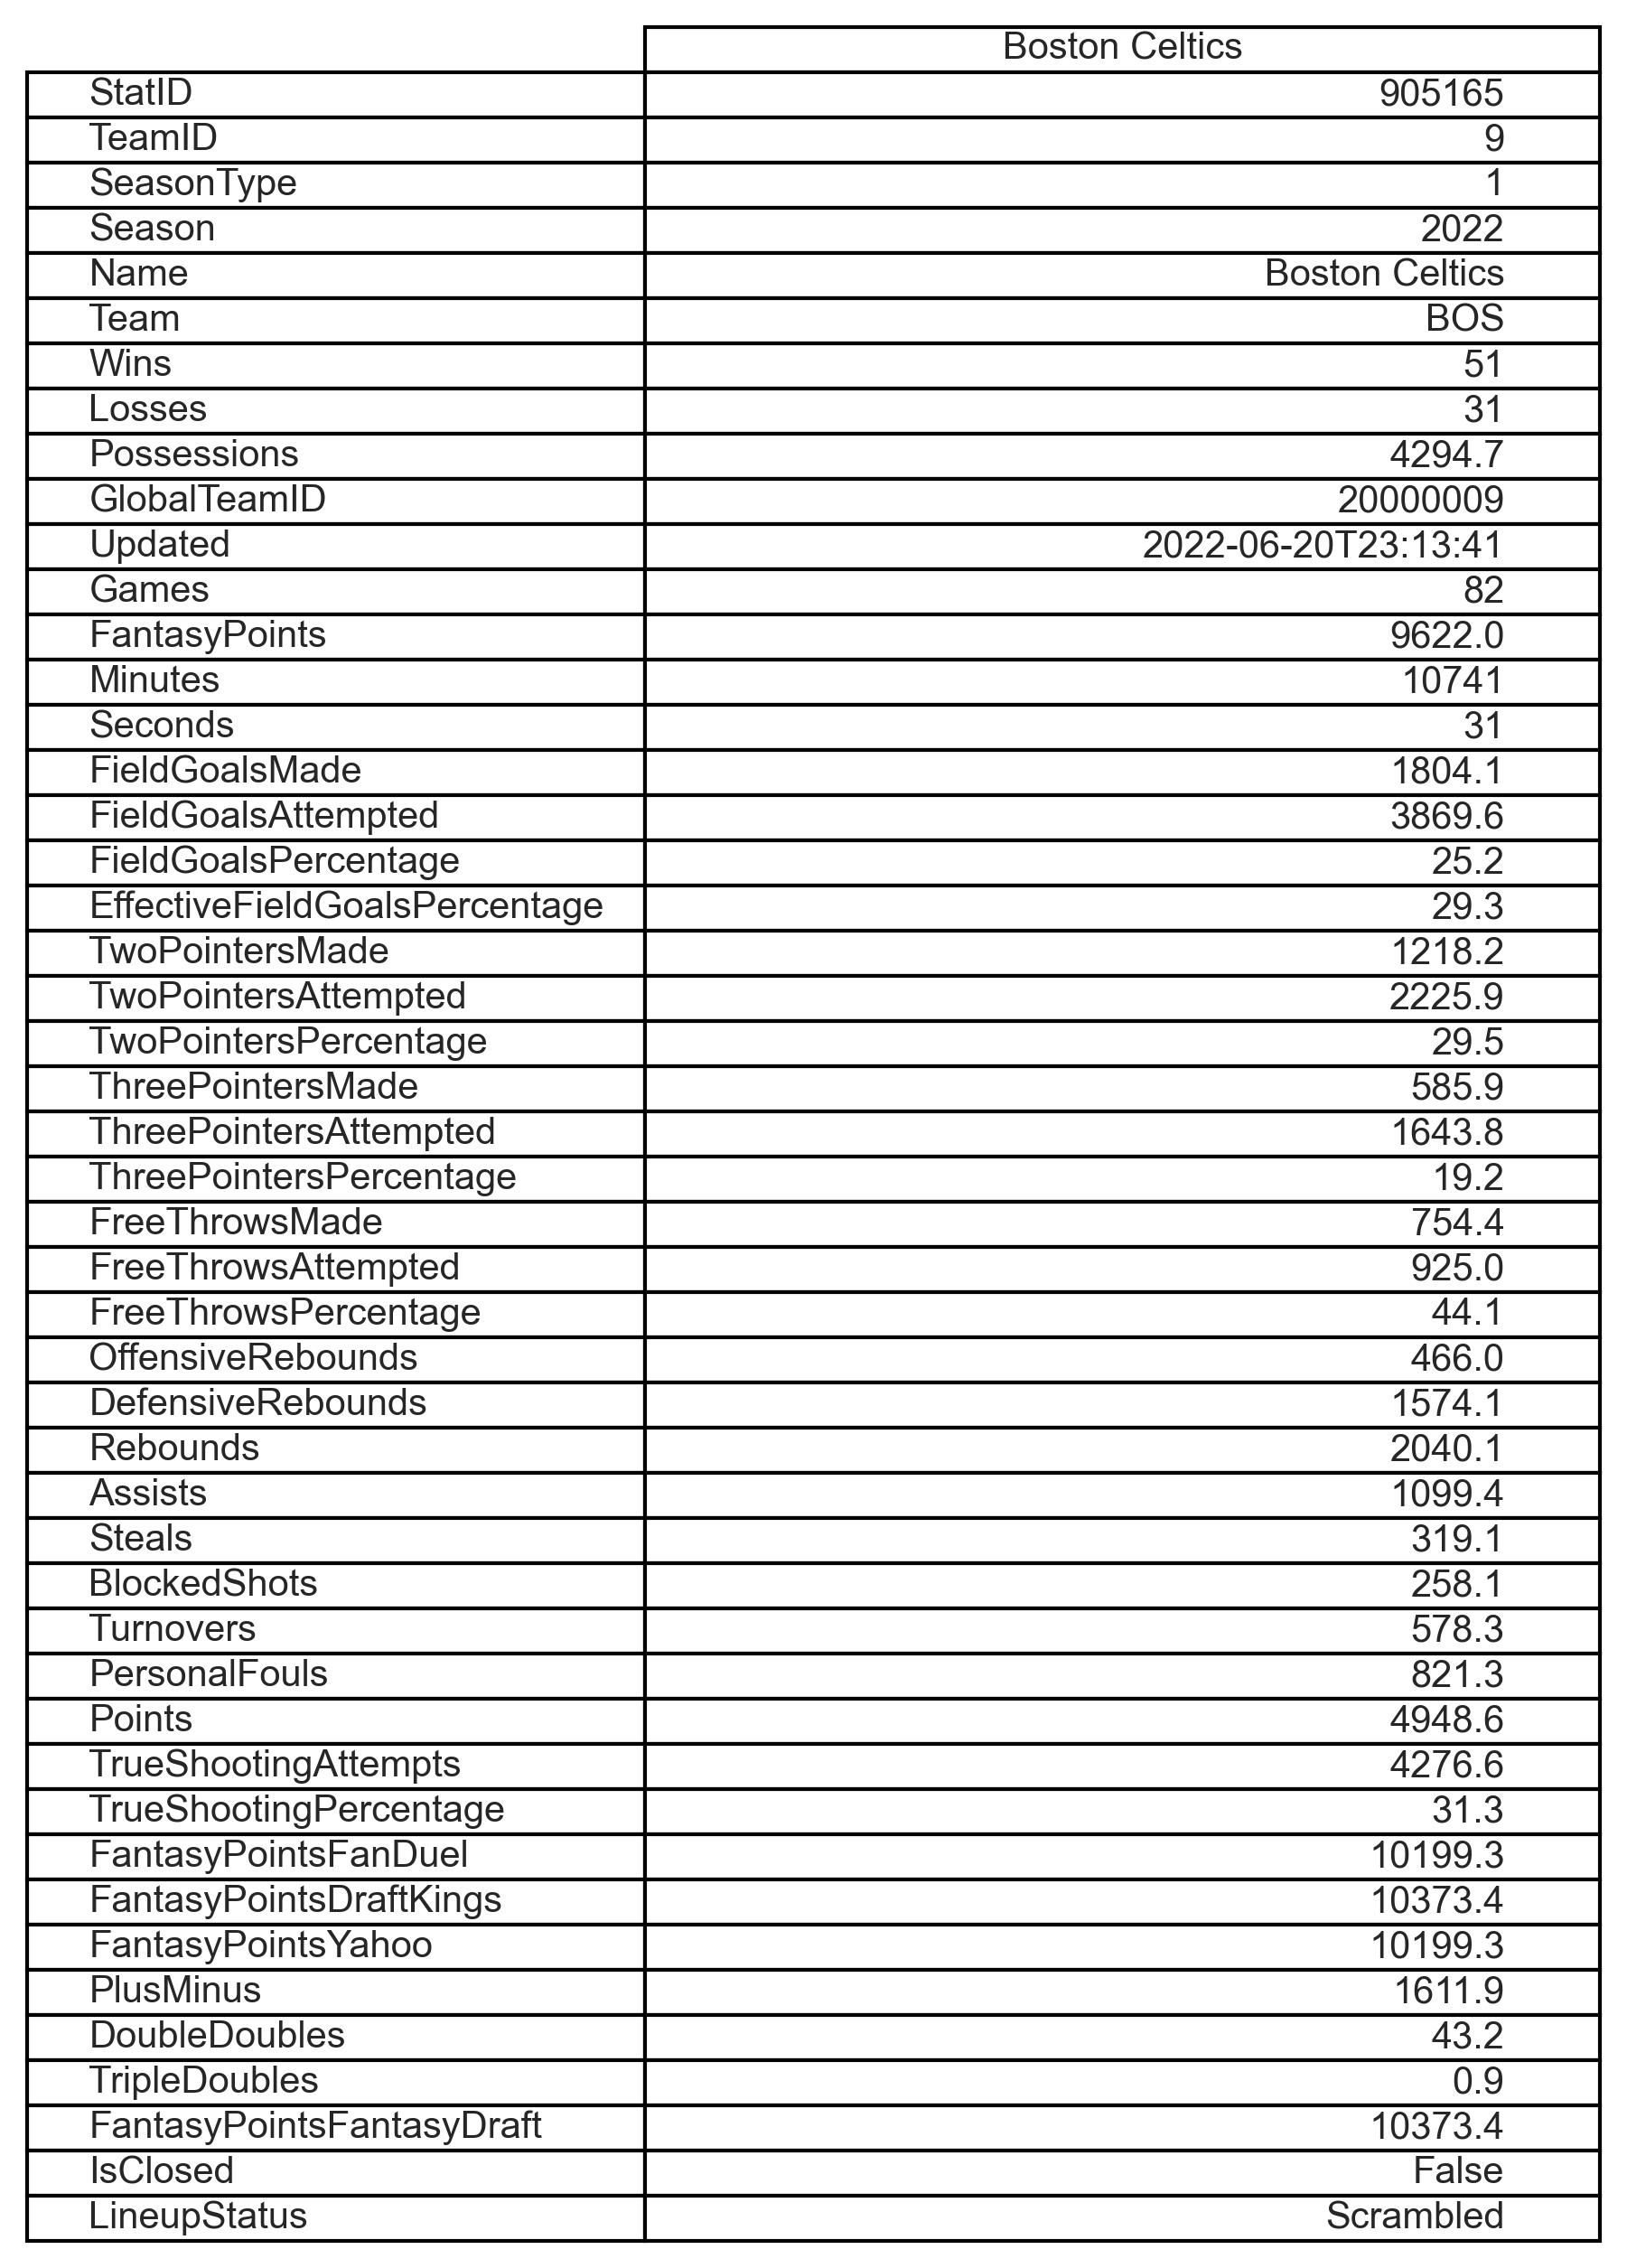 Boston Celtics
StatID 905165
TeamID 9
SeasonType 1
Season 2022
Name Boston Celtics
Team BOS
Wins 51
Losses 31
Possessions 4294.7
GlobalTeamID 20000009
Updated 2022-06-20T23:13:41
Games 82
FantasyPoints 9622.0
Minutes 10741
Seconds 31
FieldGoalsMade 1804.1
FieldGoalsAttempted 3869.6
FieldGoalsPercentage 25.2
EffectiveFieldGoalsPercentage 29.3
TwoPointersMade 1218.2
TwoPointersAttempted 2225.9
TwoPointersPercentage 29.5
ThreePointersMade 585.9
ThreePointersAttempted 1643.8
ThreePointersPercentage 19.2
FreeThrowsMade 754.4
FreeThrowsAttempted 925.0
FreeThrowsPercentage 44.1
OffensiveRebounds 466.0
DefensiveRebounds 1574.1
Rebounds 2040.1
Assists 1099.4
Steals 319.1
BlockedShots 258.1
Turnovers 578.3
PersonalFouls 821.3
Points 4948.6
TrueShootingAttempts 4276.6
TrueShootingPercentage 31.3
FantasyPointsFanDuel 10199.3
FantasyPointsDraftKings 10373.4
FantasyPointsYahoo 10199.3
PlusMinus 1611.9
DoubleDoubles 43.2
TripleDoubles 0.9
FantasyPointsFantasyDraft 10373.4
IsClosed False
LineupStatus Scrambled